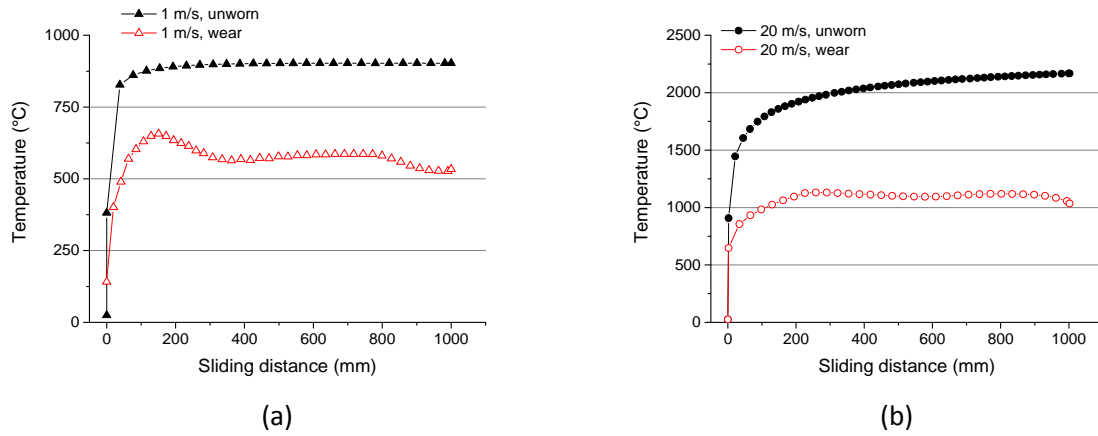 1 m/s, unworn
1 m/s, wear
1000
750
500
250
0
Temperature (°C)
0 200 400 600 800 1000
Sliding distance (mm)
(a)
20 m/s, unworn
20 m/s, wear
2500
2000
1500
1000
500
0
Temperature (°C)
0 200 400 600 800 1000
Sliding distance (mm)
(b)